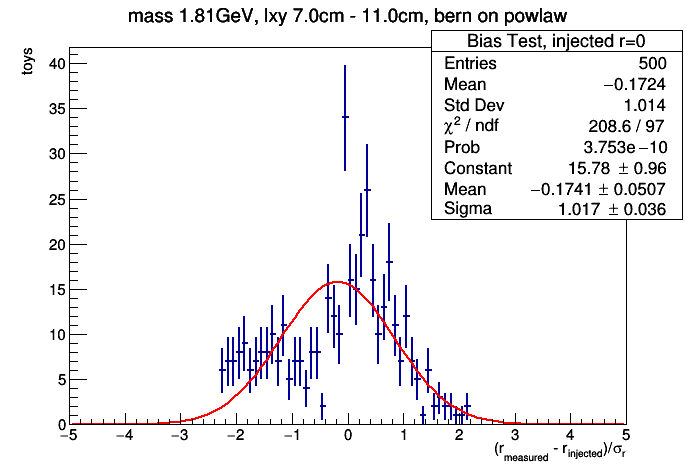 mass 1.81GeV, lxy 7.0cm - 11.0cm, bern on powlaw
toys
Bias Test, injected r=0
Entries 500
Mean −0.1724
Std Dev 1.014
χ² / ndf 208.6 / 97
Prob 3.753e−10
Constant 15.78 ± 0.96
Mean −0.1741 ± 0.0507
Sigma 1.017 ± 0.036
40
35
30
25
20
15
10
5
0
−5 −4 −3 −2 −1 0 1 2 3 4 5
(r_measured - r_injected)/σ_r